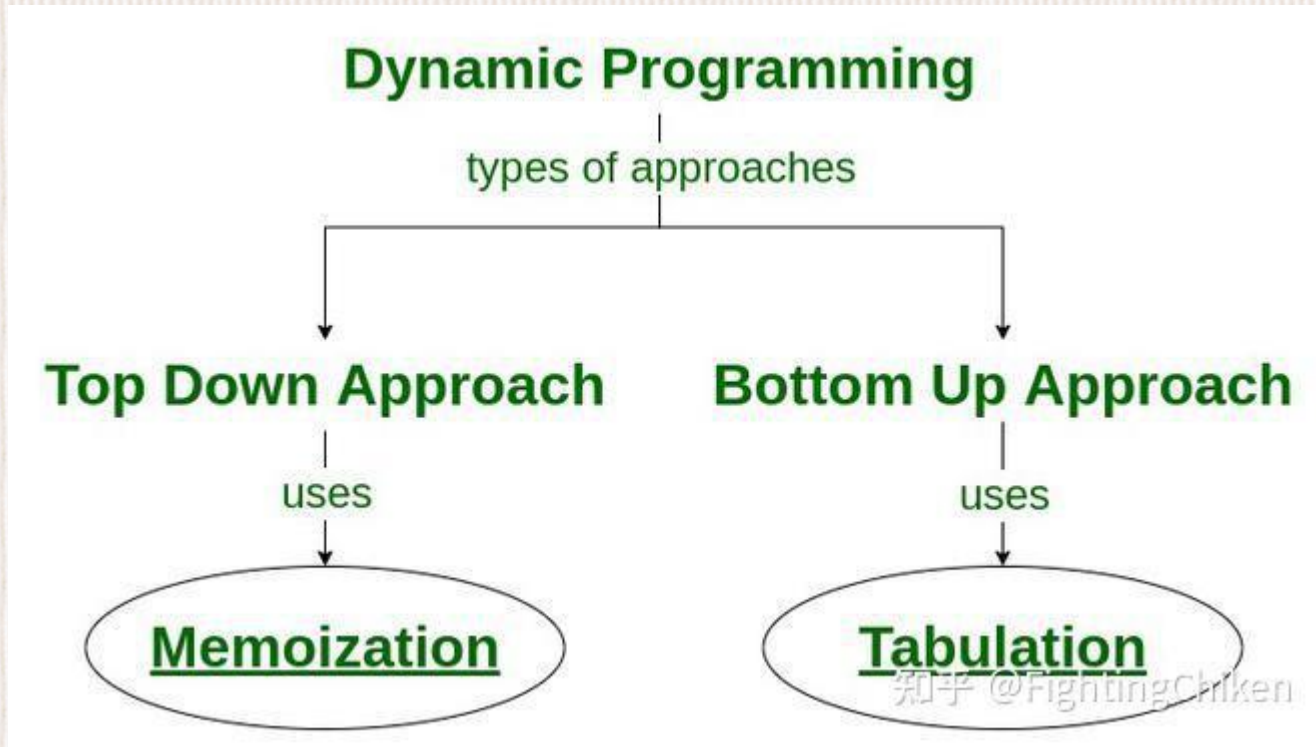 Dynamic Programming
types of approaches
Top Down Approach
Bottom Up Approach
uses
uses
Memoization
Tabulation
知乎 @FightingChiken